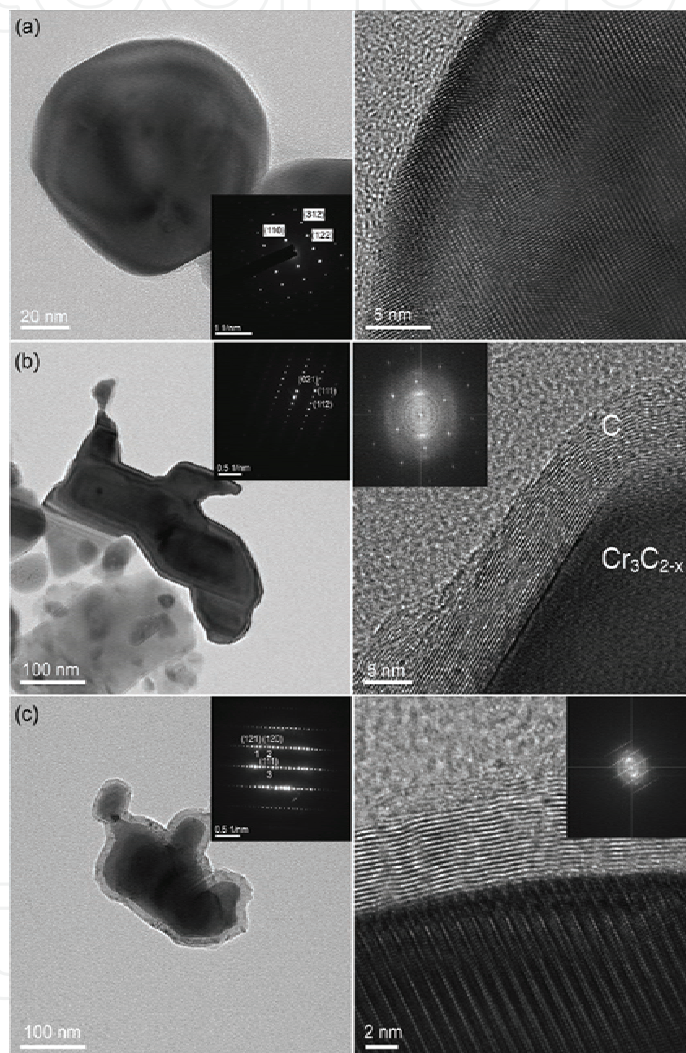 (a)
(312)
(110)
(122)
1 1/nm
20 nm
5 nm
(b)
(021)
(111)
(112)
0.5 1/nm
100 nm
C
Cr₃C₂₋ₓ
5 nm
(c)
(121) (120)
1 2
(111)
3
0.5 1/nm
100 nm
2 nm